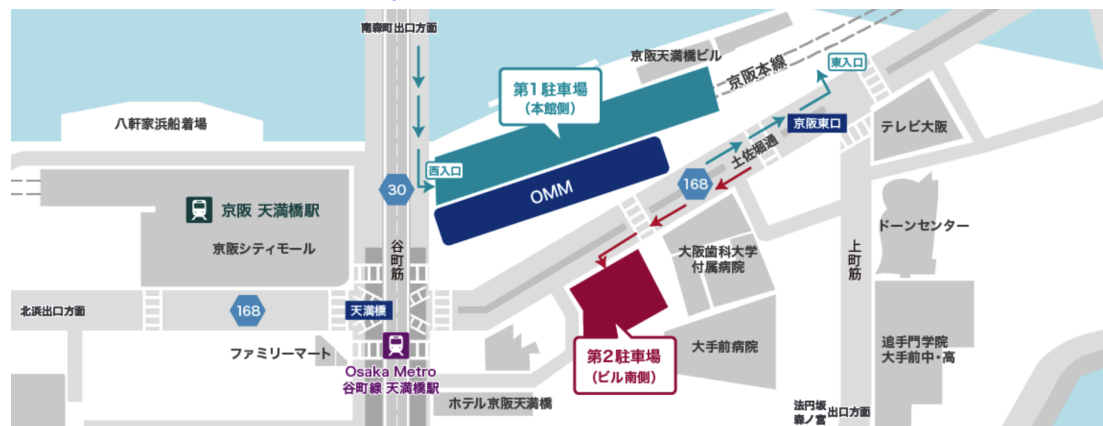 南森町出口方面
京阪天満橋ビル
京阪本線
東入口
第1駐車場
(本館側)
八軒家浜船着場
京阪東口
テレビ大阪
土佐堀通
西入口
30
OMM
168
京阪 天満橋駅
京阪シティモール
谷町筋
大阪歯科大学
付属病院
上町筋
ドーンセンター
北浜出口方面
168
天満橋
ファミリーマート
Osaka Metro
谷町線 天満橋駅
第2駐車場
(ビル南側)
大手前病院
追手門学院
大手前中・高
ホテル京阪天満橋
法円坂
森ノ宮
出口方面